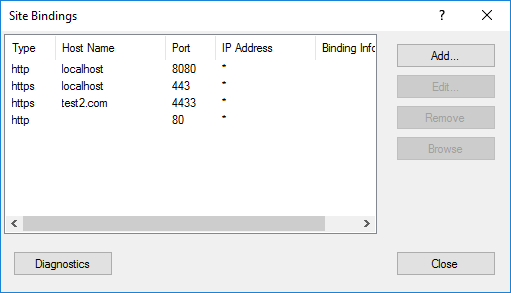 Site Bindings
Type Host Name Port IP Address Binding Info
http localhost 8080 *
https localhost 443 *
https test2.com 4433 *
http 80 *
Add...
Edit...
Remove
Browse
Diagnostics
Close